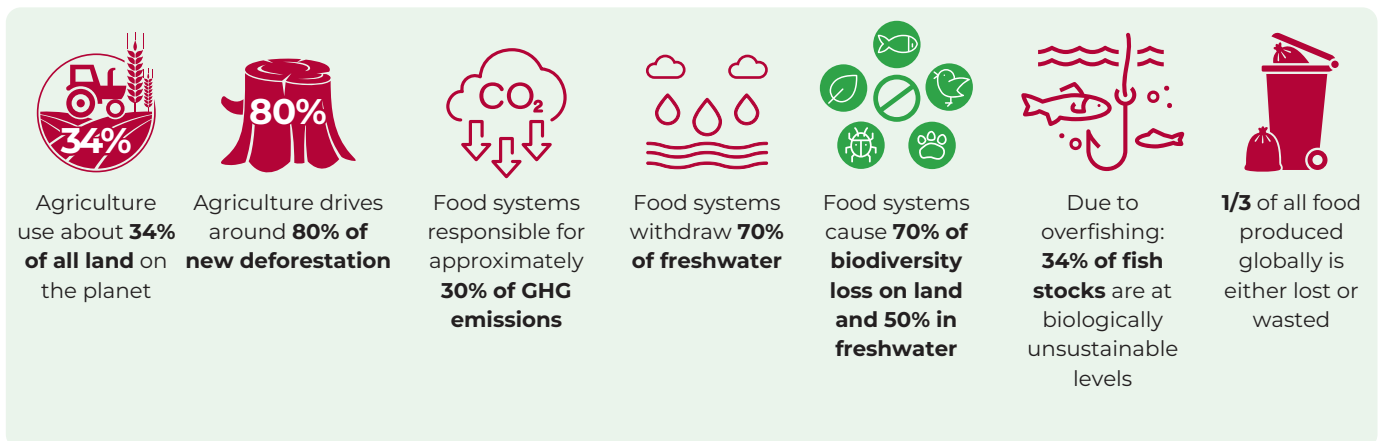 34%
Agriculture
use about 34%
of all land on
the planet
80%
Agriculture drives
around 80% of
new deforestation
CO₂
Food systems
responsible for
approximately
30% of GHG
emissions
Food systems
withdraw 70%
of freshwater
Food systems
cause 70% of
biodiversity
loss on land
and 50% in
freshwater
Due to
overfishing:
34% of fish
stocks are at
biologically
unsustainable
levels
1/3 of all food
produced
globally is
either lost or
wasted